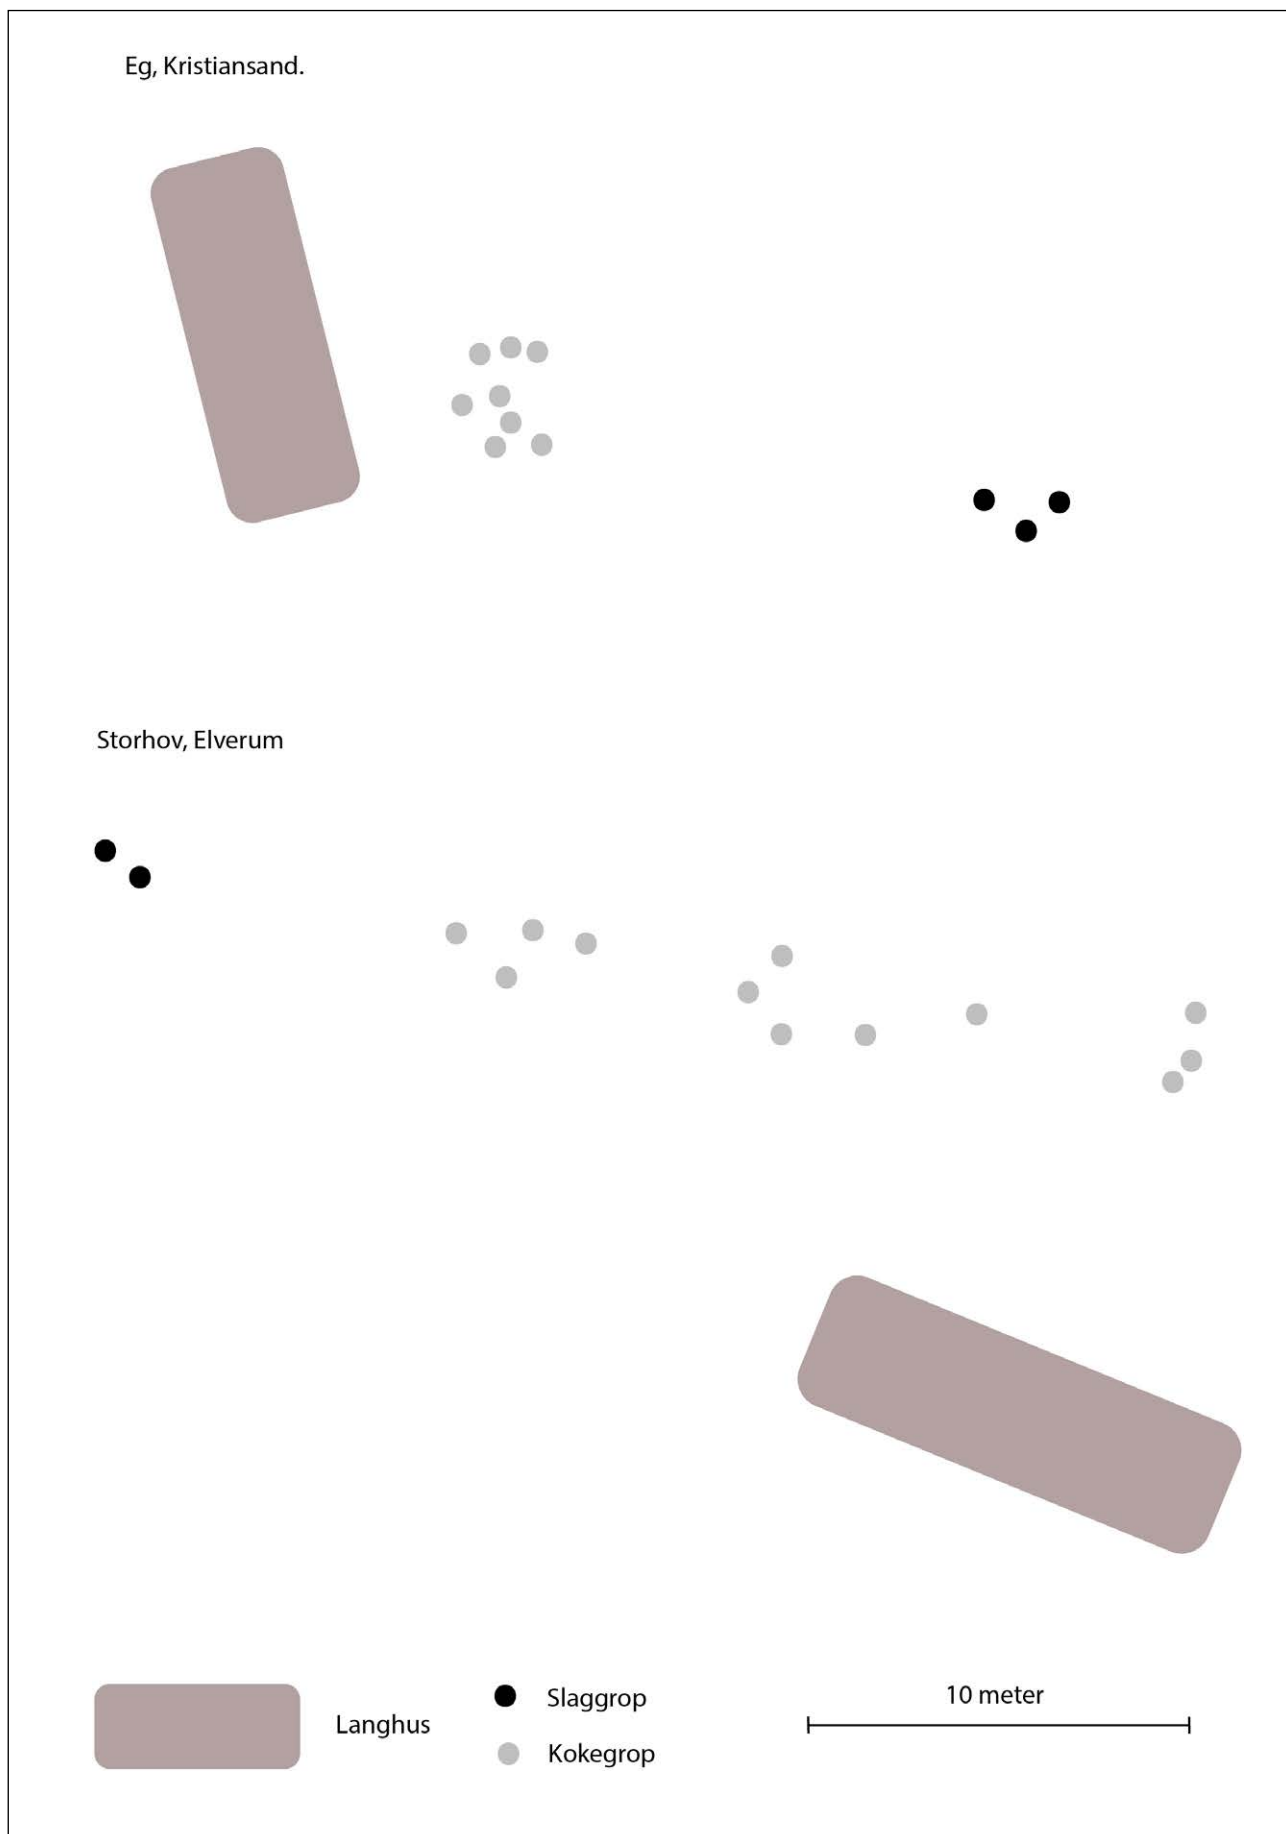 Eg, Kristiansand.
Storhov, Elverum
Langhus
Slaggrop
Kokegrop
10 meter